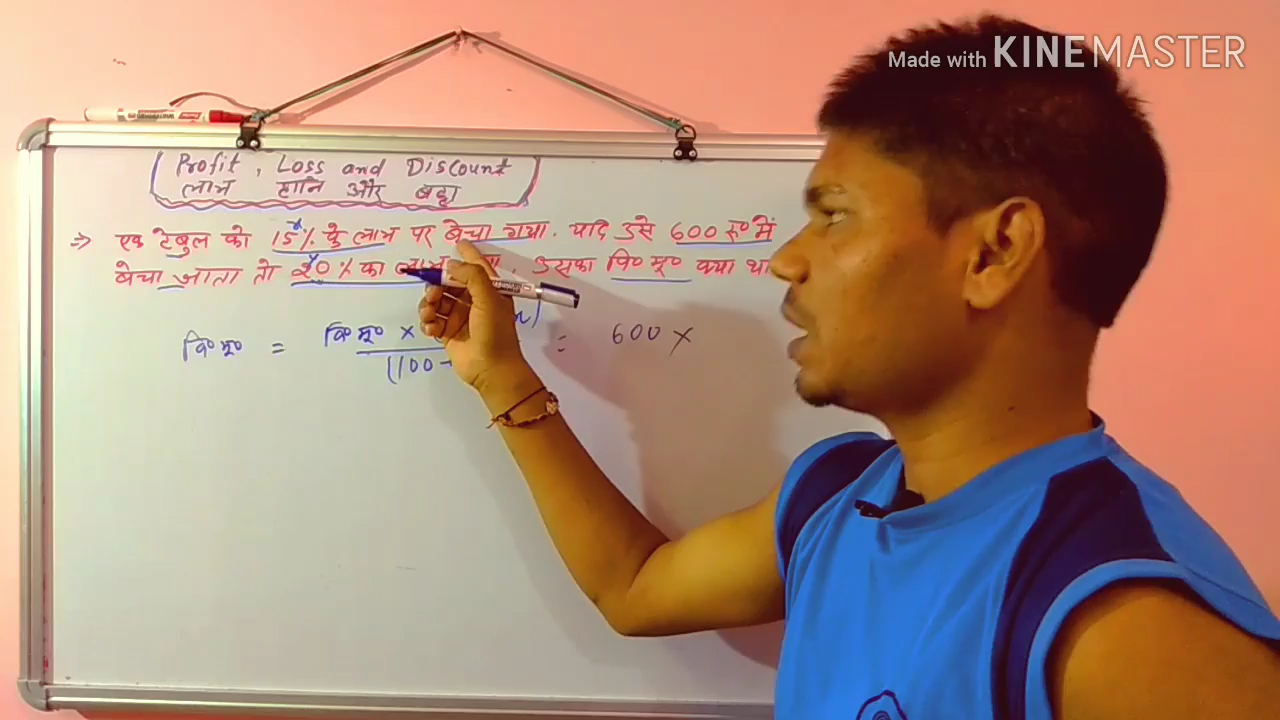 Made with KINEMASTER
Profit, Loss and Discount
लाभ हानि और बट्टा
⇒ एक टेबुल को 15% के लाभ पर बेचा गया. यदि उसे 600 रु० में
बेचा जाता तो 20% का उसका वि० मू० क्या था
वि० मू० = वि० मू० × = 600 ×
(100